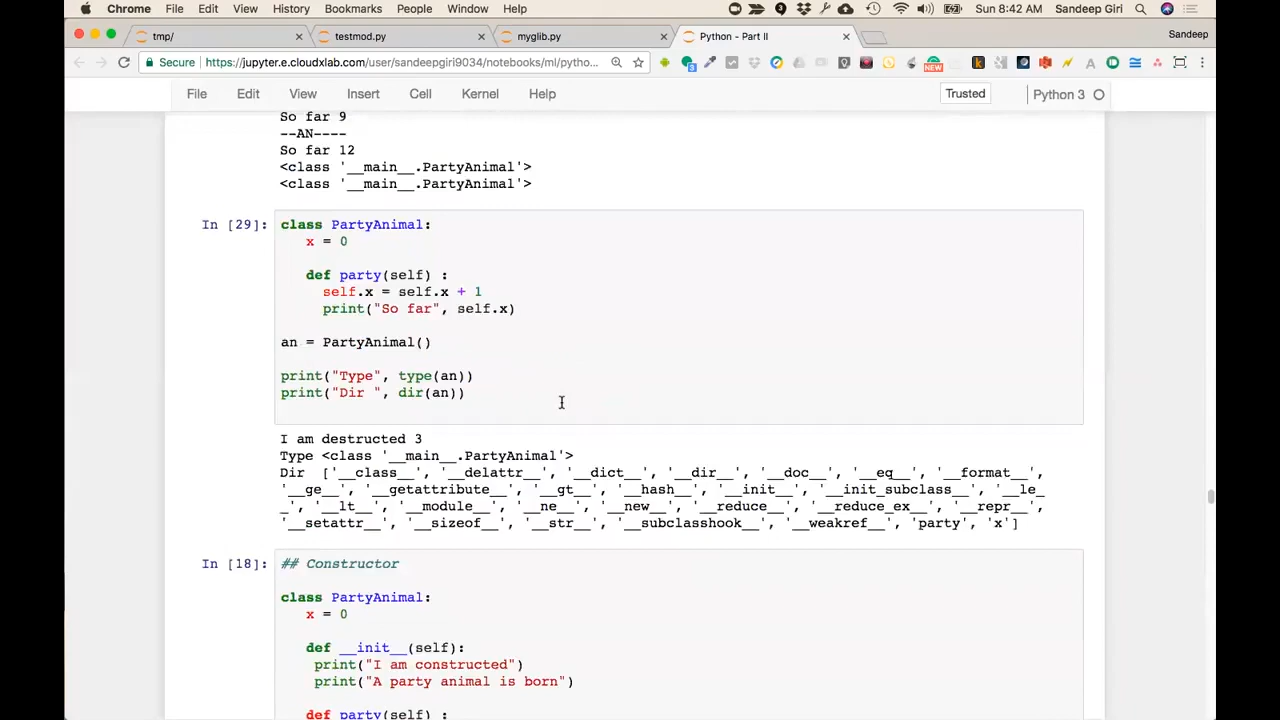 Chrome File Edit View History Bookmarks People Window Help Sun 8:42 AM Sandeep Giri
tmp/ testmod.py myglib.py Python - Part II Sandeep
Secure https://jupyter.e.cloudxlab.com/user/sandeepgiri9034/notebooks/ml/pytho...
File Edit View Insert Cell Kernel Help Trusted Python 3
So far 9
--AN----
So far 12
<class '__main__.PartyAnimal'>
<class '__main__.PartyAnimal'>
In [29]: class PartyAnimal:
x = 0
def party(self) :
self.x = self.x + 1
print("So far", self.x)
an = PartyAnimal()
print("Type", type(an))
print("Dir ", dir(an))
I am destructed 3
Type <class '__main__.PartyAnimal'>
Dir ['__class__', '__delattr__', '__dict__', '__dir__', '__doc__', '__eq__', '__format__',
'__ge__', '__getattribute__', '__gt__', '__hash__', '__init__', '__init_subclass__', '__le_
_', '__lt__', '__module__', '__ne__', '__new__', '__reduce__', '__reduce_ex__', '__repr__',
'__setattr__', '__sizeof__', '__str__', '__subclasshook__', '__weakref__', 'party', 'x']
In [18]: ## Constructor
class PartyAnimal:
x = 0
def __init__(self):
print("I am constructed")
print("A party animal is born")
def party(self) :